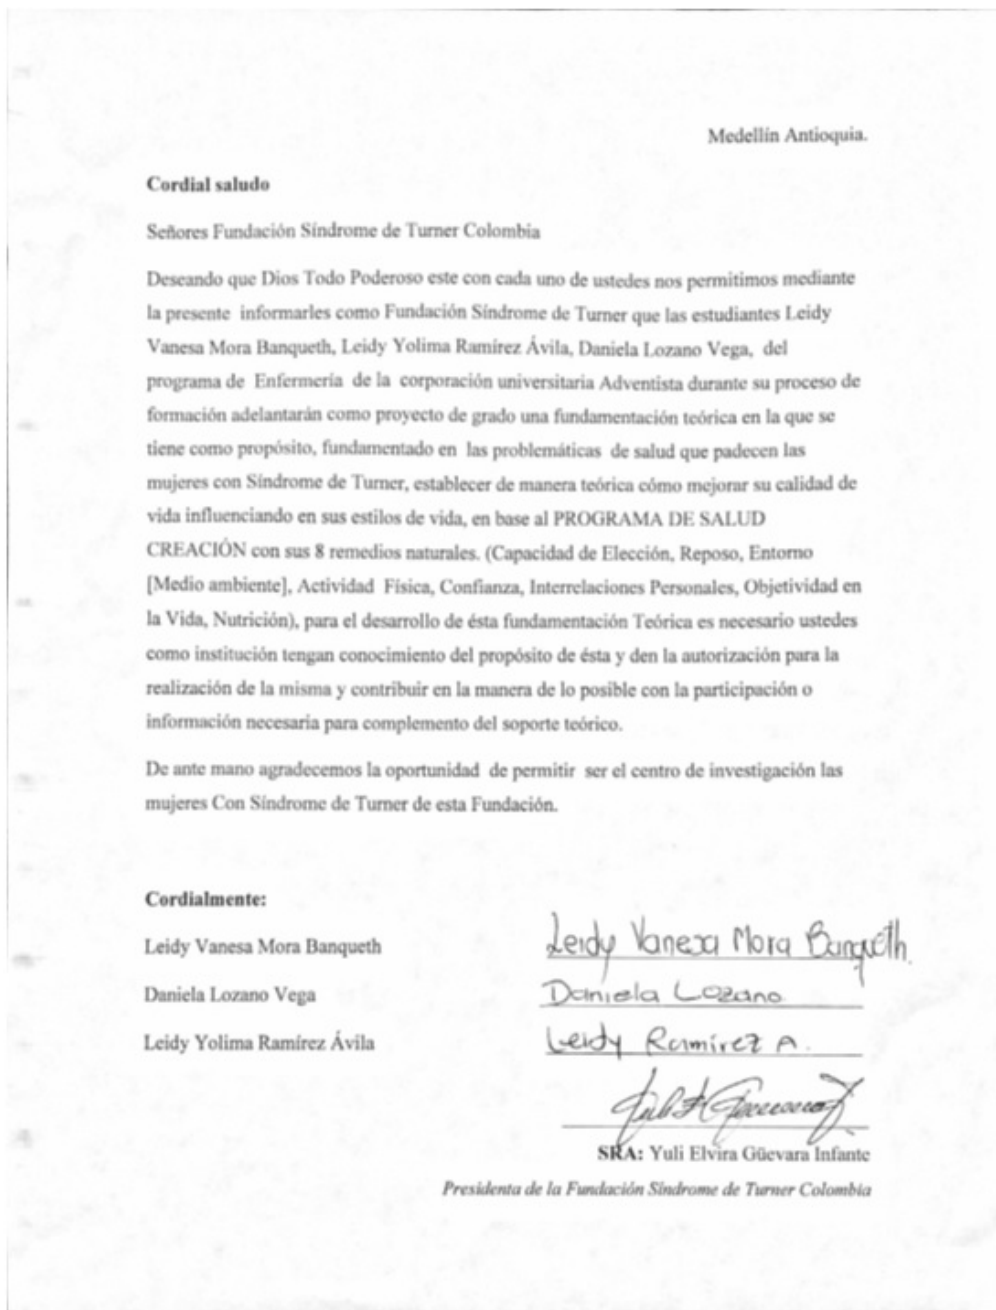 Medellín Antioquia.
Cordial saludo
Señores Fundación Síndrome de Turner Colombia
Deseando que Dios Todo Poderoso este con cada uno de ustedes nos permitimos mediante
la presente informarles como Fundación Síndrome de Turner que las estudiantes Leidy
Vanesa Mora Banqueth, Leidy Yolima Ramírez Ávila, Daniela Lozano Vega, del
programa de Enfermería de la corporación universitaria Adventista durante su proceso de
formación adelantarán como proyecto de grado una fundamentación teórica en la que se
tiene como propósito, fundamentado en las problemáticas de salud que padecen las
mujeres con Síndrome de Turner, establecer de manera teórica cómo mejorar su calidad de
vida influenciando en sus estilos de vida, en base al PROGRAMA DE SALUD
CREACIÓN con sus 8 remedios naturales. (Capacidad de Elección, Reposo, Entorno
[Medio ambiente], Actividad Física, Confianza, Interrelaciones Personales, Objetividad en
la Vida, Nutrición), para el desarrollo de ésta fundamentación Teórica es necesario ustedes
como institución tengan conocimiento del propósito de ésta y den la autorización para la
realización de la misma y contribuir en la manera de lo posible con la participación o
información necesaria para complemento del soporte teórico.
De ante mano agradecemos la oportunidad de permitir ser el centro de investigación las
mujeres Con Síndrome de Turner de esta Fundación.
Cordialmente:
Leidy Vanesa Mora Banqueth Leidy Vanesa Mora Banqueth
Daniela Lozano Vega Daniela Lozano
Leidy Yolima Ramírez Ávila Leidy Ramírez A.
SRA: Yuli Elvira Güevara Infante
Presidenta de la Fundación Síndrome de Turner Colombia